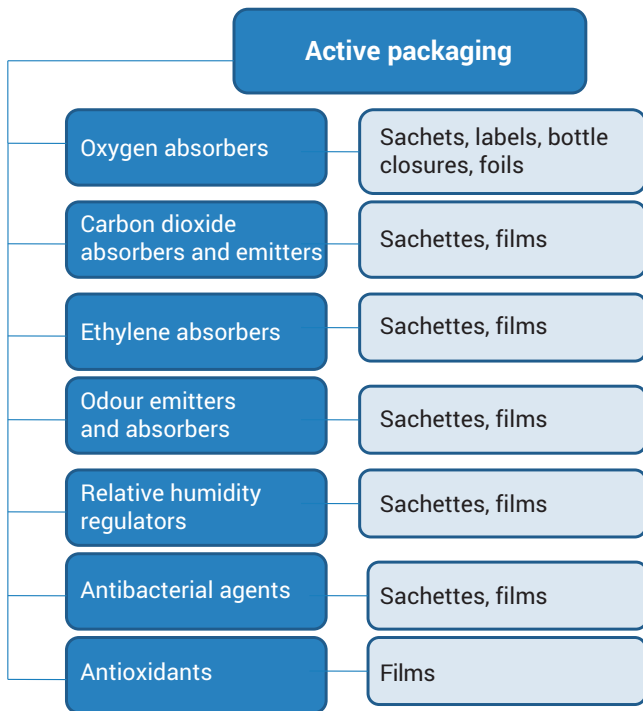 Active packaging
Oxygen absorbers
Sachets, labels, bottle
closures, foils
Carbon dioxide
absorbers and emitters
Sachettes, films
Ethylene absorbers
Sachettes, films
Odour emitters
and absorbers
Sachettes, films
Relative humidity
regulators
Sachettes, films
Antibacterial agents
Sachettes, films
Antioxidants
Films